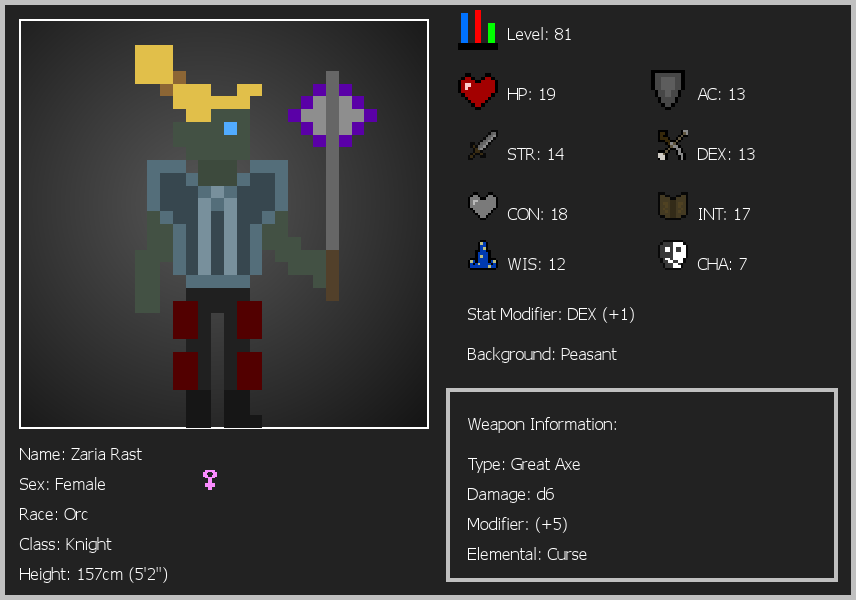 Level: 81
HP: 19
AC: 13
STR: 14
DEX: 13
CON: 18
INT: 17
WIS: 12
CHA: 7
Stat Modifier: DEX (+1)
Background: Peasant
Weapon Information:
Type: Great Axe
Damage: d6
Modifier: (+5)
Elemental: Curse
Name: Zaria Rast
Sex: Female
Race: Orc
Class: Knight
Height: 157cm (5'2")